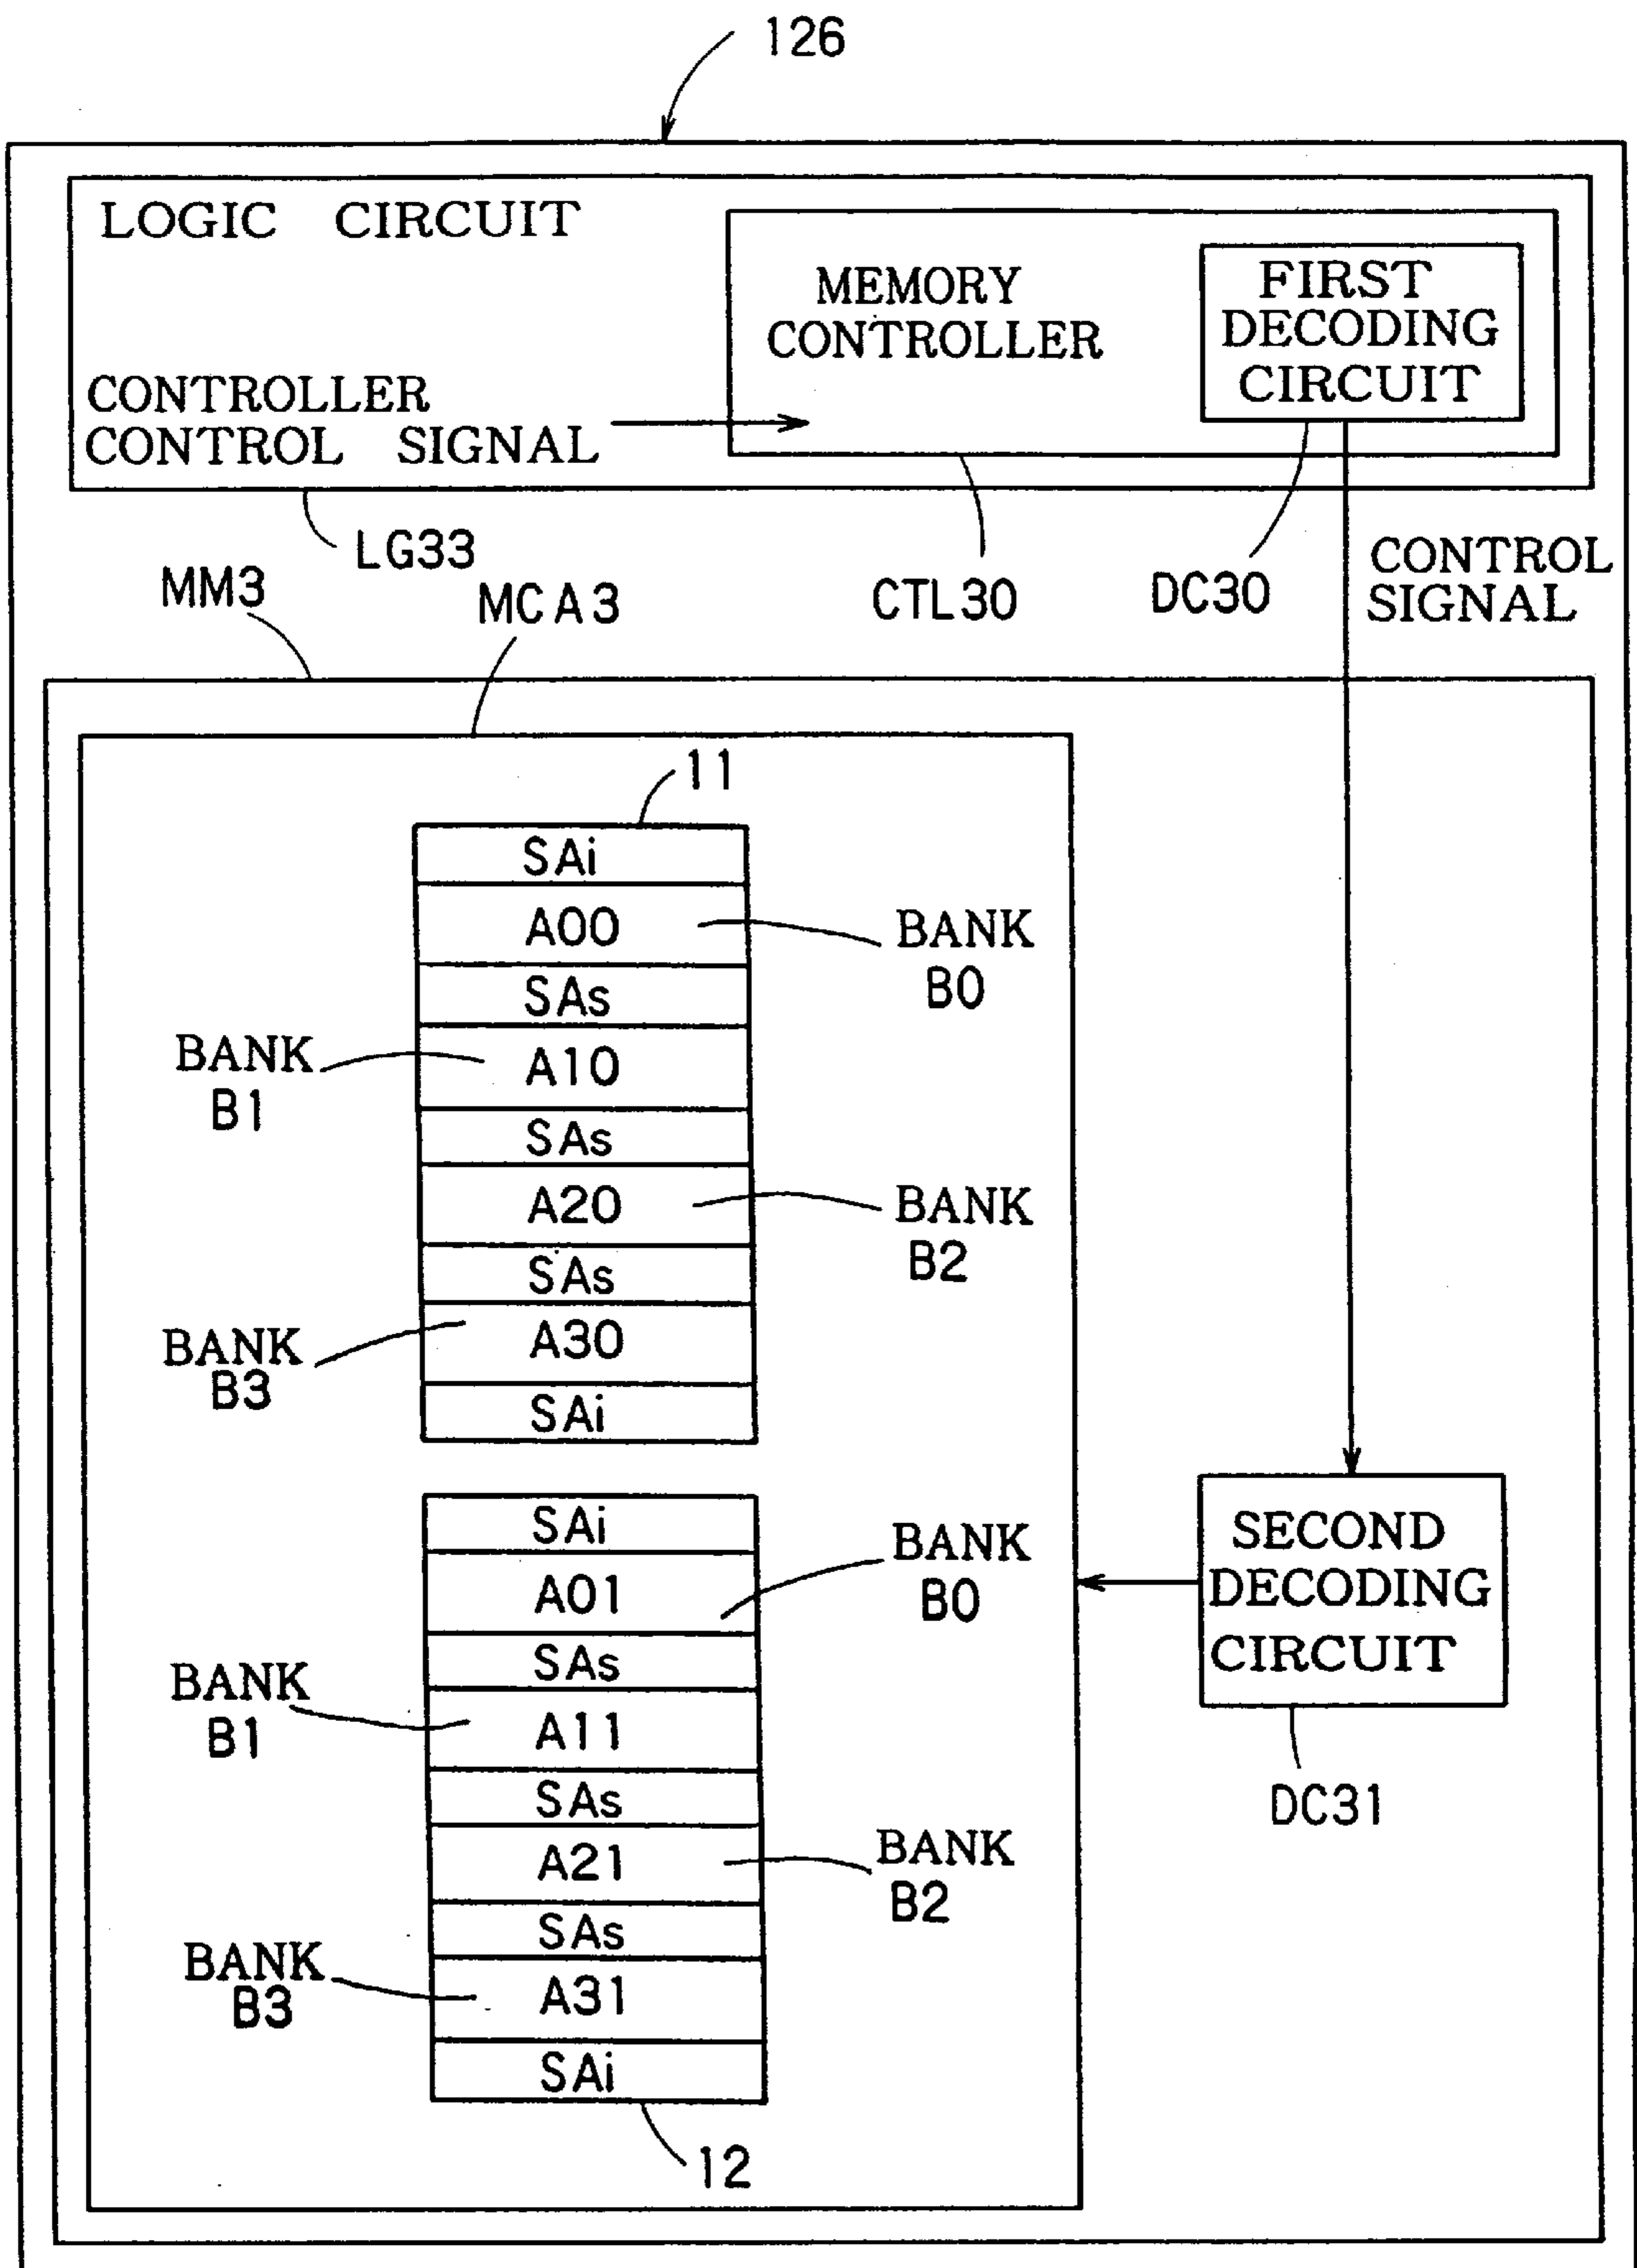 126
LOGIC CIRCUIT
MEMORY
CONTROLLER
FIRST
DECODING
CIRCUIT
CONTROLLER
CONTROL SIGNAL
LG33
CTL30
DC30
CONTROL
SIGNAL
MM3
MCA3
11
SAi
A00
BANK
B0
SAs
BANK
B1
A10
SAs
A20
BANK
B2
SAs
BANK
B3
A30
SAi
SAi
A01
BANK
B0
SAs
BANK
B1
A11
SAs
A21
BANK
B2
SAs
BANK
B3
A31
SAi
12
SECOND
DECODING
CIRCUIT
DC31